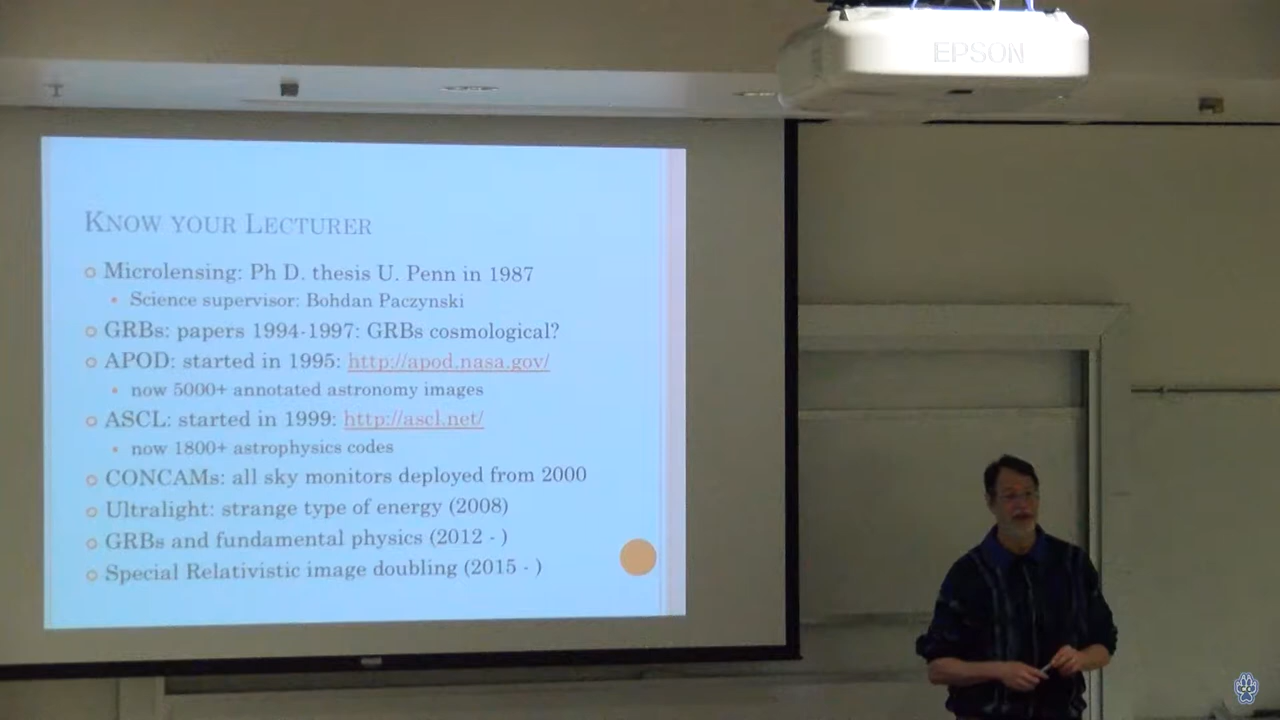 EPSON
KNOW YOUR LECTURER
Microlensing: Ph D. thesis U. Penn in 1987
Science supervisor: Bohdan Paczynski
GRBs: papers 1994-1997: GRBs cosmological?
APOD: started in 1995: http://apod.nasa.gov/
now 5000+ annotated astronomy images
ASCL: started in 1999: http://ascl.net/
now 1800+ astrophysics codes
CONCAMs: all sky monitors deployed from 2000
Ultralight: strange type of energy (2008)
GRBs and fundamental physics (2012 - )
Special Relativistic image doubling (2015 - )